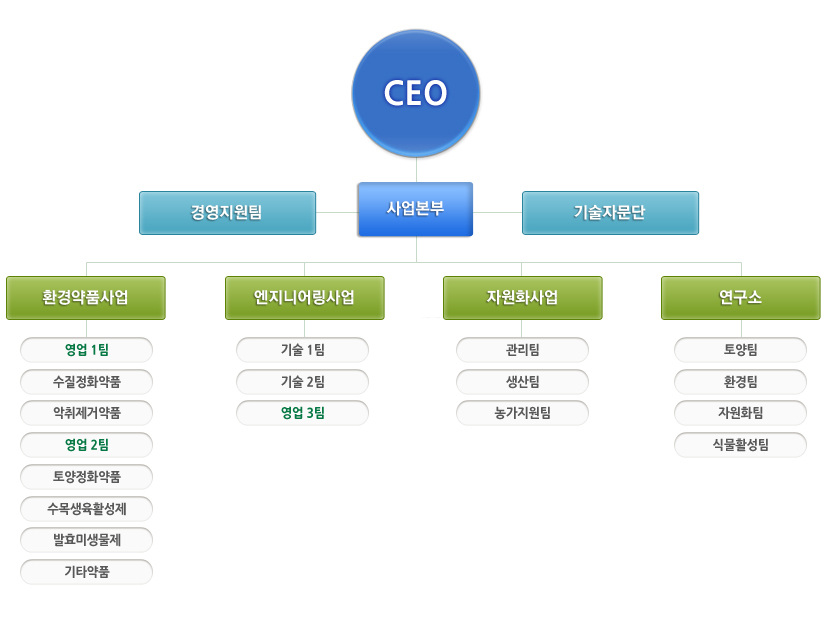 CEO
경영지원팀
사업본부
기술자문단
환경약품사업
영업 1팀
수질정화약품
악취제거약품
영업 2팀
토양정화약품
수목생육활성제
발효미생물제
기타약품
엔지니어링사업
기술 1팀
기술 2팀
영업 3팀
자원화사업
관리팀
생산팀
농가지원팀
연구소
토양팀
환경팀
자원화팀
식물활성팀